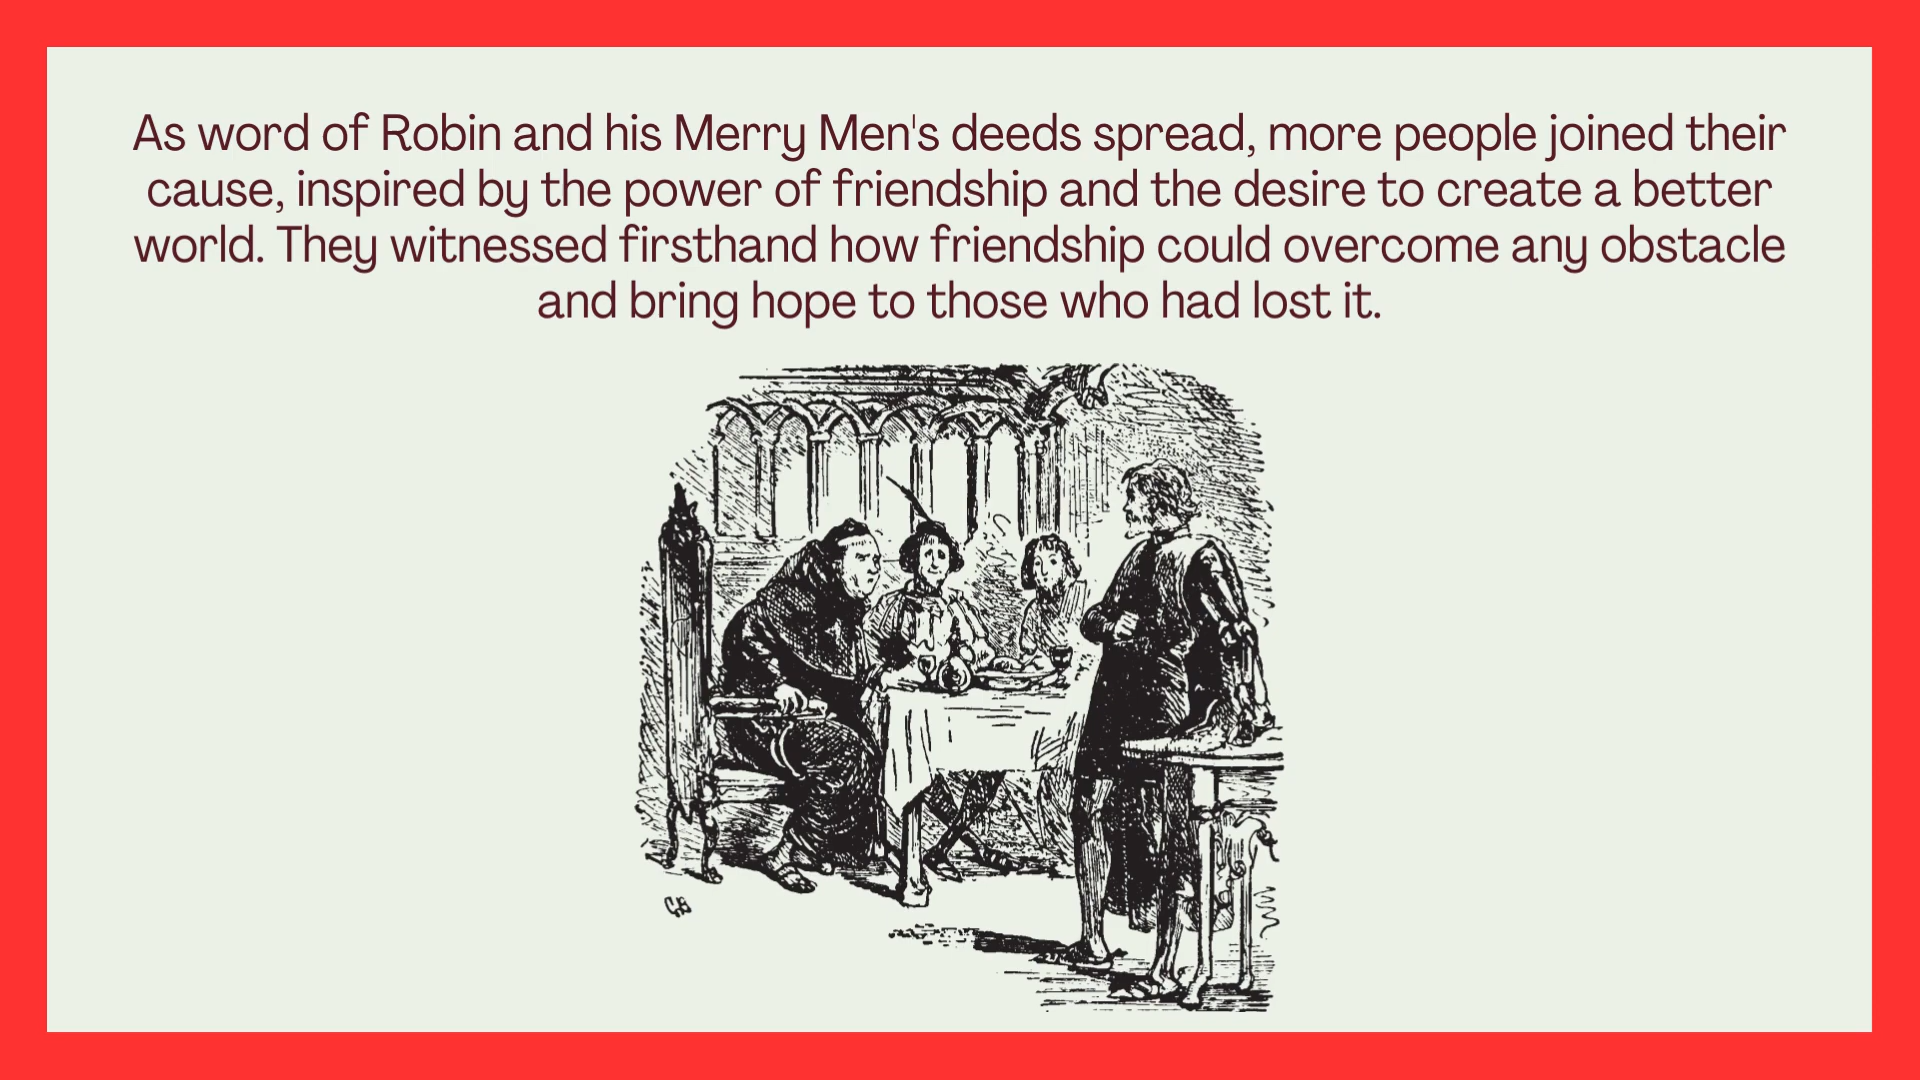 As word of Robin and his Merry Men's deeds spread, more people joined their
cause, inspired by the power of friendship and the desire to create a better
world. They witnessed firsthand how friendship could overcome any obstacle
and bring hope to those who had lost it.